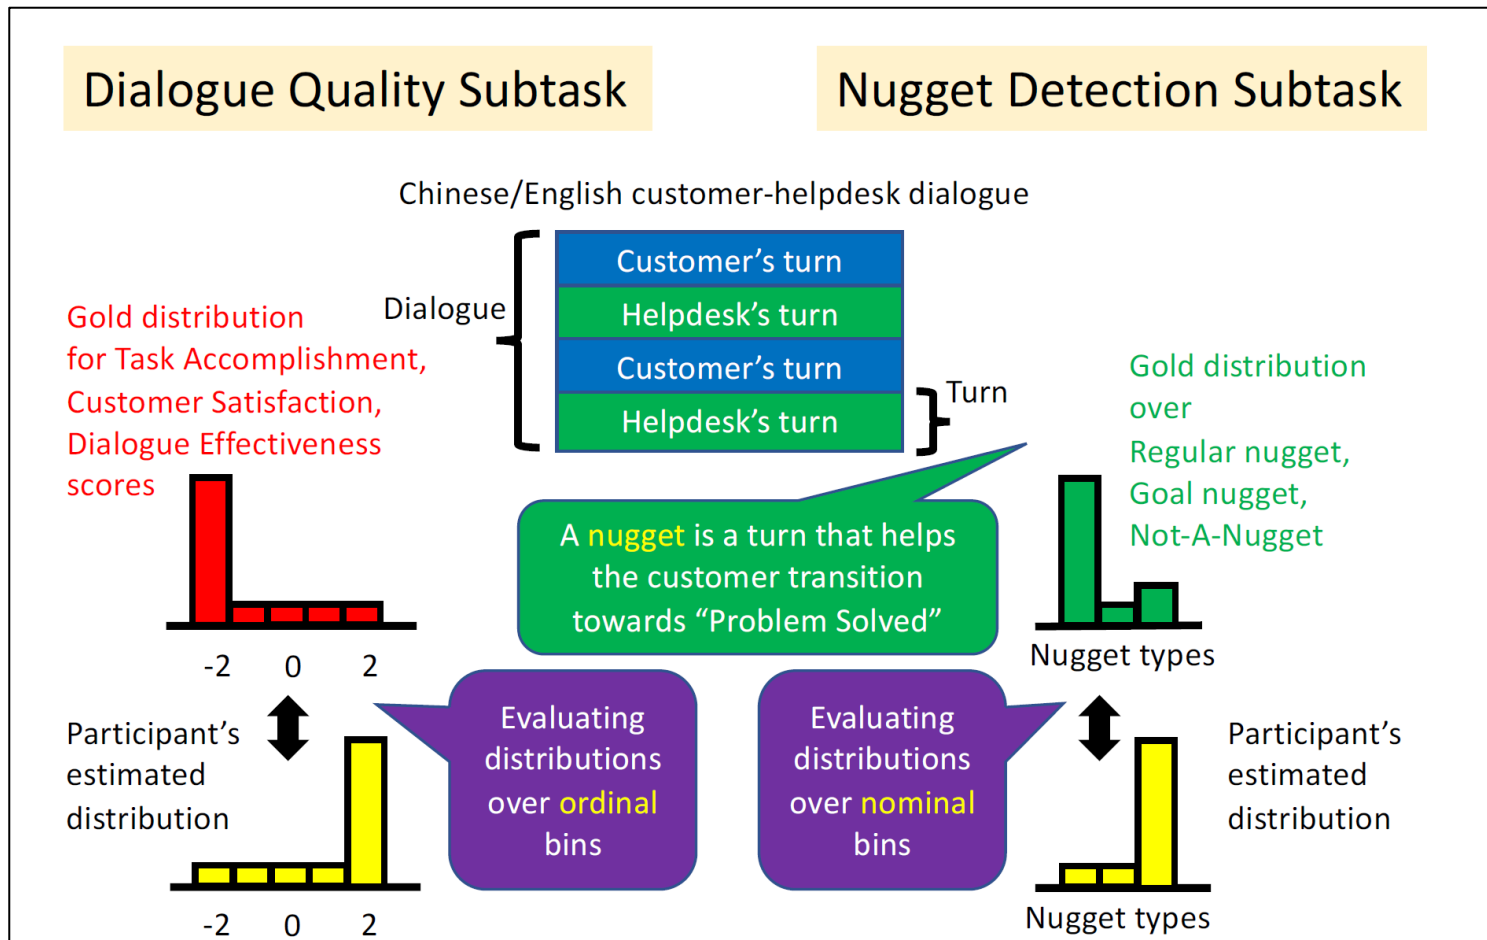 Dialogue Quality Subtask
Nugget Detection Subtask
Chinese/English customer-helpdesk dialogue
Dialogue
Customer’s turn
Helpdesk’s turn
Customer’s turn
Helpdesk’s turn
Turn
Gold distribution
for Task Accomplishment,
Customer Satisfaction,
Dialogue Effectiveness
scores
-2 0 2
Gold distribution
over
Regular nugget,
Goal nugget,
Not-A-Nugget
Nugget types
A nugget is a turn that helps
the customer transition
towards “Problem Solved”
Participant’s
estimated
distribution
-2 0 2
Evaluating
distributions
over ordinal
bins
Evaluating
distributions
over nominal
bins
Participant’s
estimated
distribution
Nugget types